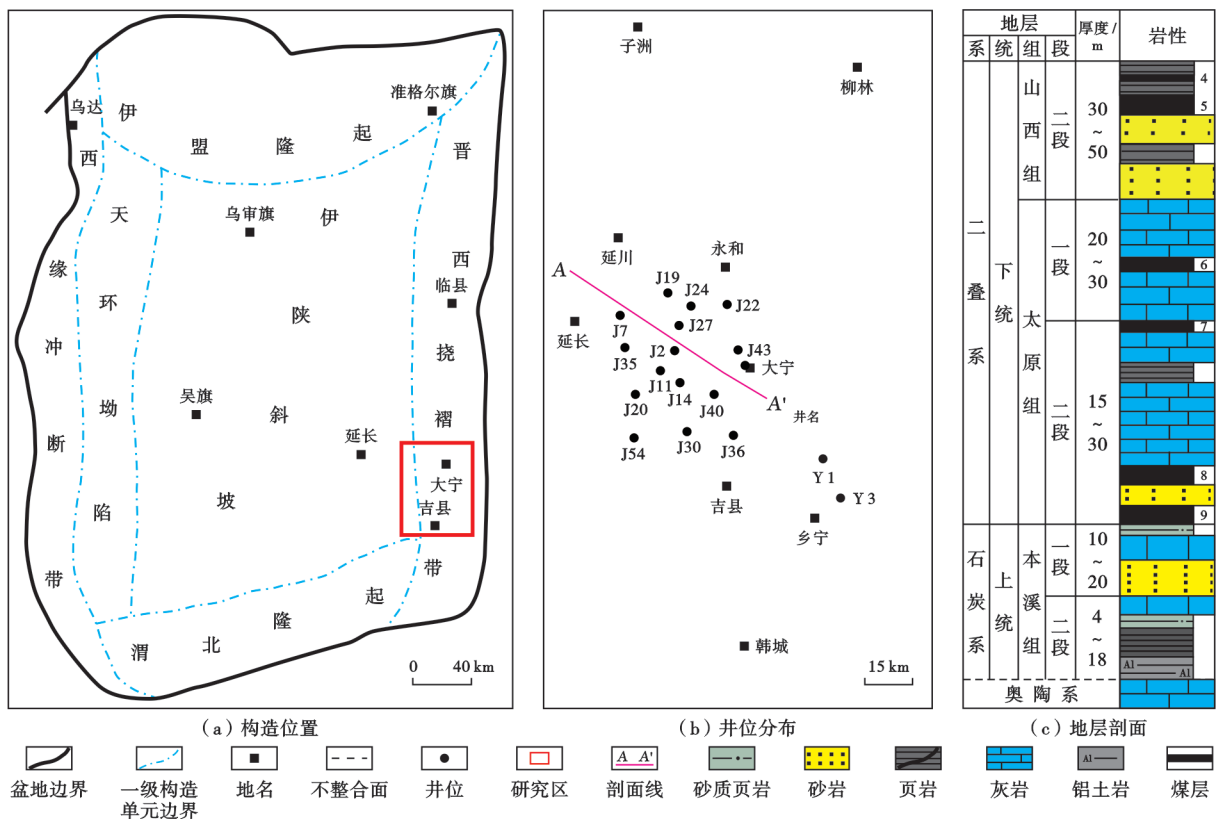 乌达
伊
盟
隆
起
准格尔旗
晋
西
缘
冲
断
带
天
环
坳
陷
乌审旗
伊
陕
斜
坡
西
临县
挠
褶
带
吴旗
延长
大宁
吉县
渭
北
隆
起
0 40 km
(a) 构造位置
子洲
柳林
延川
永和
A
J19
J24
J22
J7
J27
延长
J35
J2
J43
大宁
J11
J14
J20
J40
A'
井名
J54
J30
J36
Y 1
吉县
Y 3
乡宁
韩城
15 km
(b) 井位分布
地层
厚度/
m
岩性
系
统
组
段
二叠系
下统
山西组
二段
30
~
50
4
5
太原组
一段
20
~
30
6
7
二段
15
~
30
8
9
石炭系
上统
本溪组
一段
10
~
20
二段
4
~
18
Al
Al
奥陶系
(c) 地层剖面
A A'
Al
盆地边界
一级构造
单元边界
地名
不整合面
井位
研究区
剖面线
砂质页岩
砂岩
页岩
灰岩
铝土岩
煤层